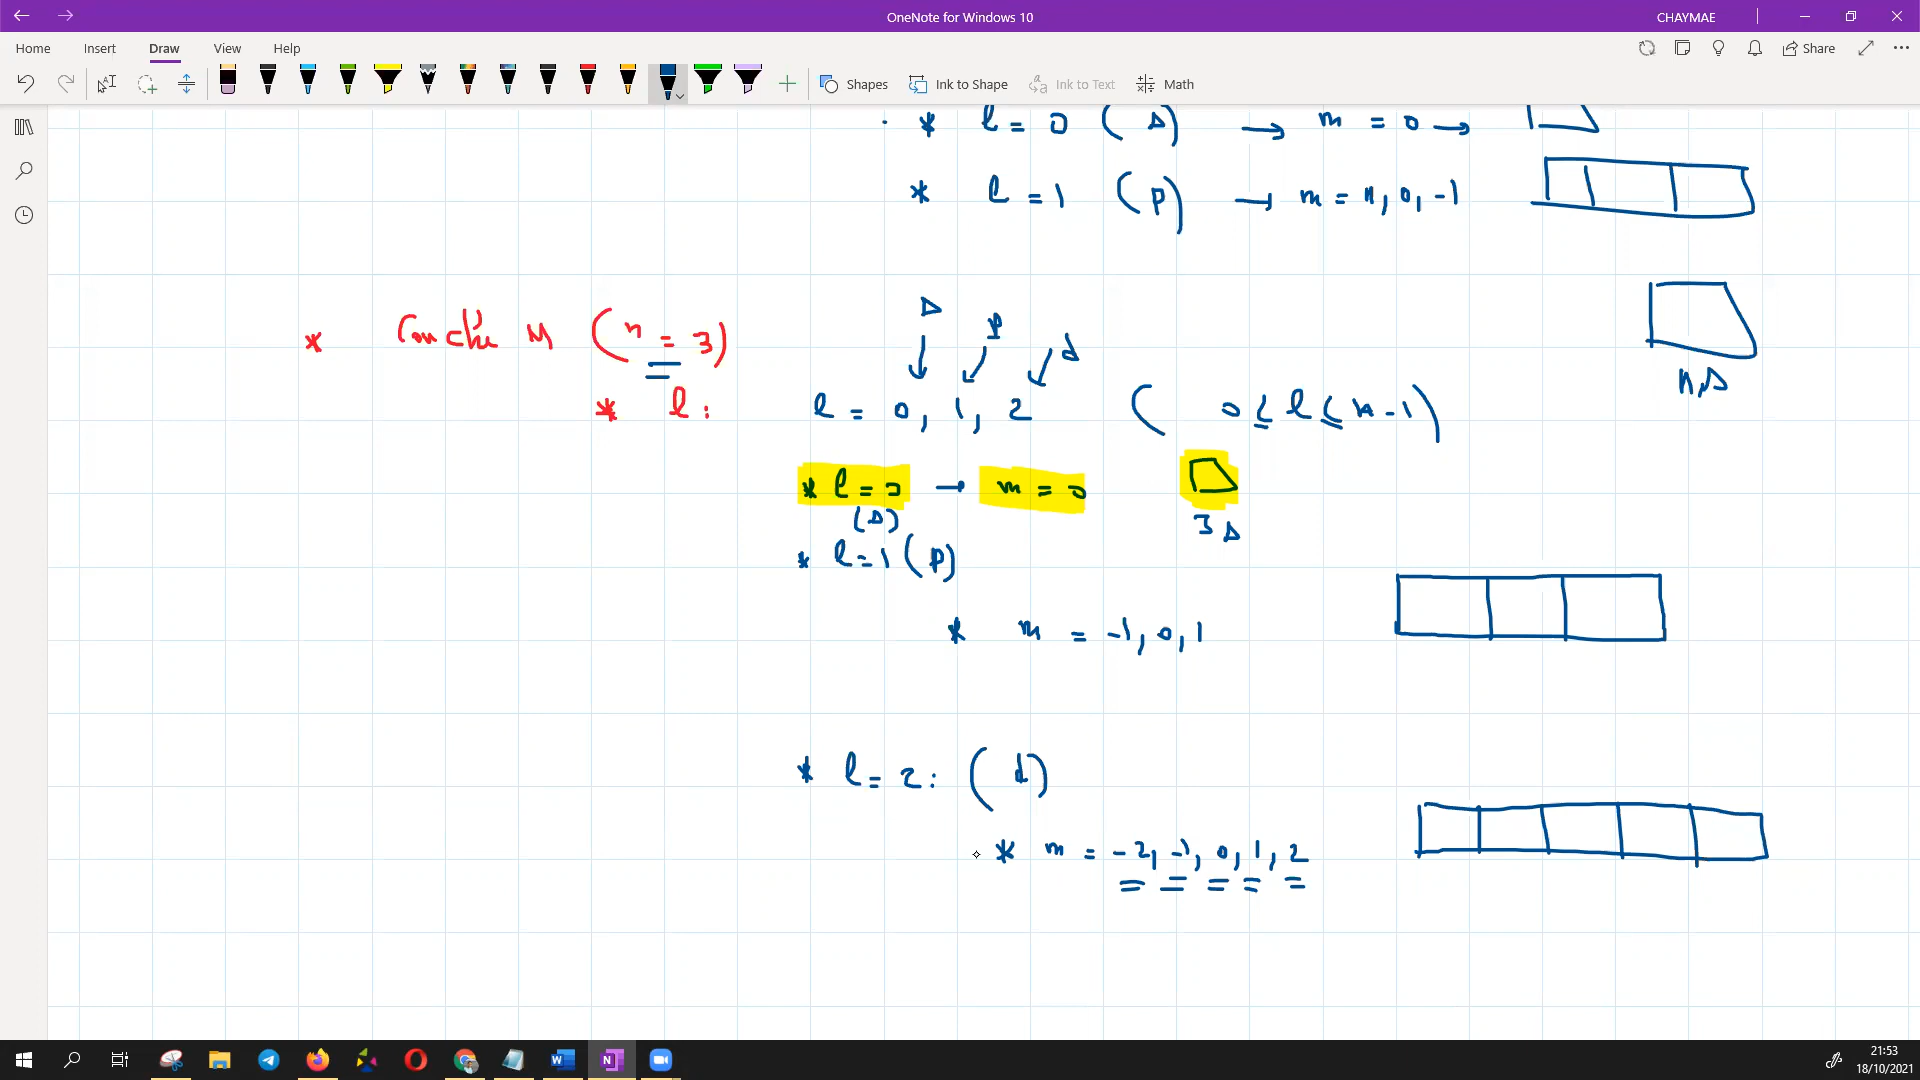 OneNote for Windows 10
CHAYMAE
Home Insert Draw View Help
Share
Shapes Ink to Shape Ink to Text Math
* l = 0 (s) → m = 0 →
* l = 1 (p) → m = 1, 0, -1
s p d
* Couche M (n = 3)
n,s
* l : l = 0, 1, 2 ( 0 ≤ l ≤ n-1)
* l = 0 → m = 0
(s) 3s
* l = 1 (p)
* m = -1, 0, 1
* l = 2 : (d)
* m = -2, -1, 0, 1, 2
21:53
18/10/2021